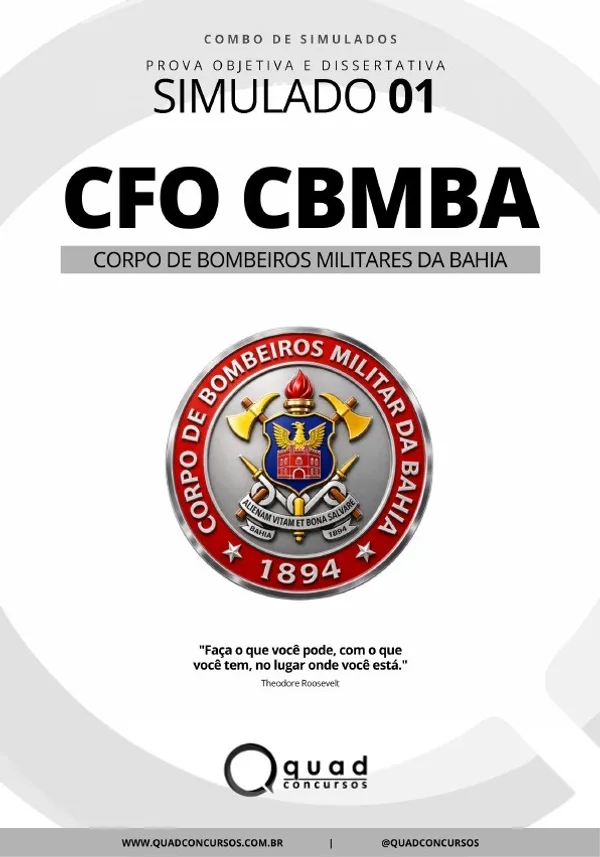 COMBO DE SIMULADOS
PROVA OBJETIVA E DISSERTATIVA
SIMULADO 01
CFO CBMBA
CORPO DE BOMBEIROS MILITARES DA BAHIA
CORPO DE BOMBEIROS MILITAR DA BAHIA
ALIENAM VITAM ET BONA SALVARE
BAHIA 1894
1894
"Faça o que você pode, com o que
você tem, no lugar onde você está."
Theodore Roosevelt
quad
concursos
WWW.QUADCONCURSOS.COM.BR | @QUADCONCURSOS